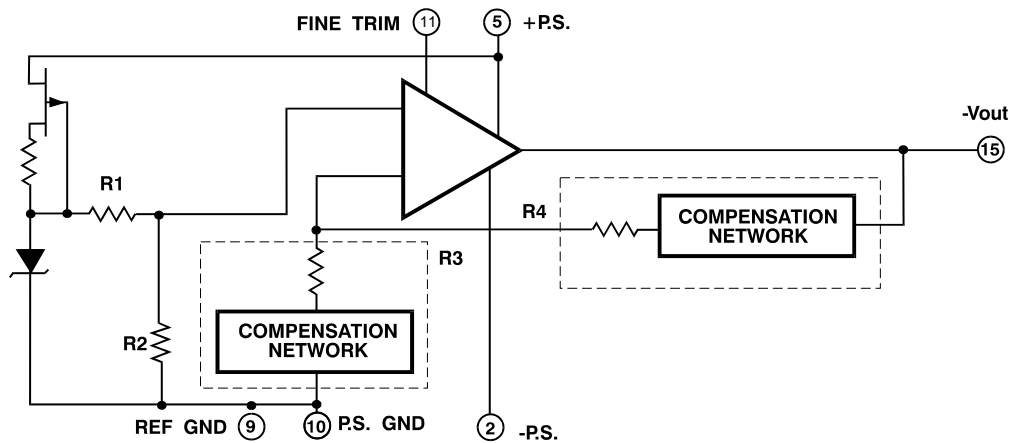 FINE TRIM 11
5 +P.S.
-Vout
15
R1
R4
COMPENSATION
NETWORK
R3
COMPENSATION
NETWORK
R2
REF GND 9
10 P.S. GND
2 -P.S.